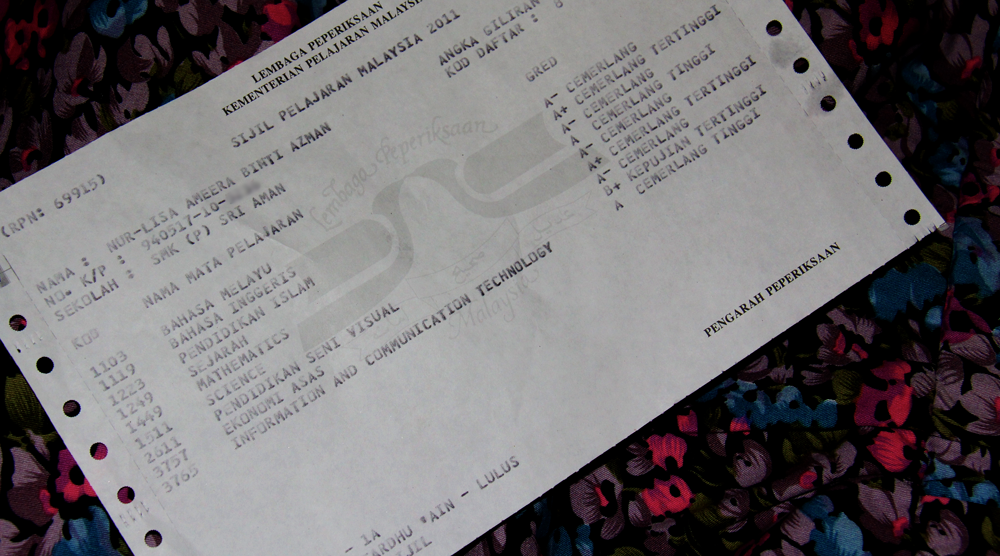 LEMBAGA PEPERIKSAAN
KEMENTERIAN PELAJARAN MALAYSIA
SIJIL PELAJARAN MALAYSIA 2011
(RPN: 69915)
ANGKA GILIRAN
KOD DAFTAR : 8
NAMA : NUR-LISA AMEERA BINTI AZMAN
NO. K/P : 940517-10-
SEKOLAH : SMK (P) SRI AMAN
KOD NAMA MATA PELAJARAN GRED
1103 BAHASA MELAYU A- CEMERLANG
1119 BAHASA INGGERIS A+ CEMERLANG TERTINGGI
1223 PENDIDIKAN ISLAM A- CEMERLANG
1249 SEJARAH CEMERLANG TINGGI
1449 MATHEMATICS A- CEMERLANG
1511 SCIENCE A+ CEMERLANG TERTINGGI
2611 PENDIDIKAN SENI VISUAL A- CEMERLANG
3757 EKONOMI ASAS B+ KEPUJIAN TERTINGGI
3765 INFORMATION AND COMMUNICATION TECHNOLOGY A CEMERLANG TINGGI
Lembaga Peperiksaan
Malaysia
PENGARAH PEPERIKSAAN
- 1A
FARDHU 'AIN - LULUS
SIJIL